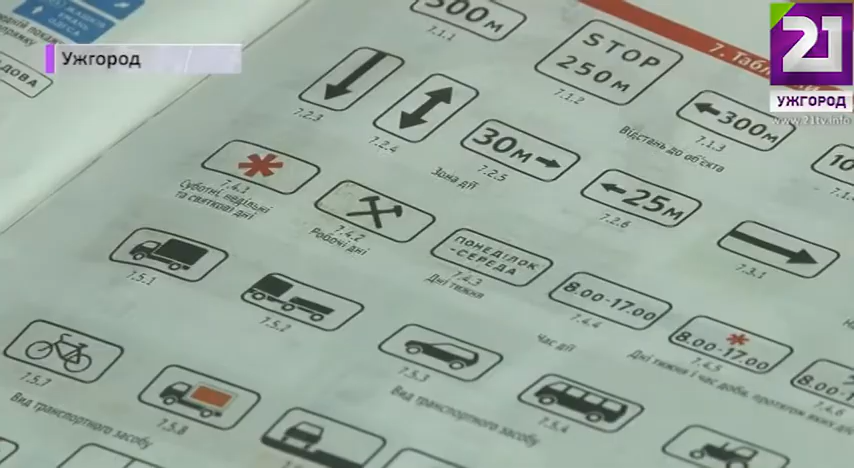 Ужгород
21
УЖГОРОД
www.21tv.info
500м
7.1.1
STOP
250м
7.1.2
←300м
7.1.3
Відстань до об'єкта
7.2.3
7.2.4
30м→
7.2.5
Зона дії
←25м
7.2.6
7.3.1
7.4.1
Суботні, недільні
та святкові дні
7.4.2
Робочі дні
ПОНЕДІЛОК
-СЕРЕДА
7.4.3
Дні тижня
8.00-17.00
7.4.4
Час дії
8.00-17.00
7.4.5
7.4.6
Дні тижня і час доби, протягом яких
7.5.1
7.5.2
7.5.3
7.5.4
Вид транспортного засобу
7.5.7
7.5.8
Вид транспортного засобу